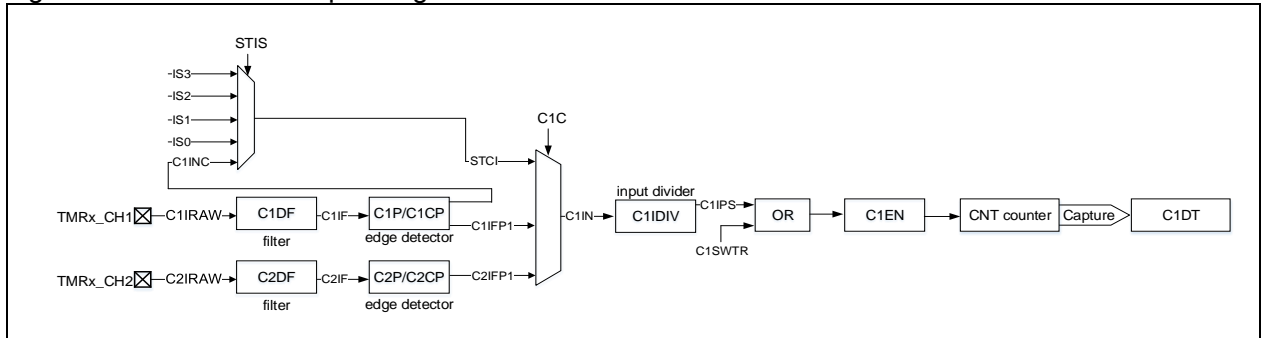 STIS
-IS3
-IS2
-IS1
-IS0
C1INC
C1C
STCI
TMRx_CH1
C1IRAW
C1DF
filter
C1IF
C1P/C1CP
edge detector
C1IFP1
C1IN
input divider
C1IDIV
C1IPS
C1SWTR
OR
C1EN
CNT counter
Capture
C1DT
TMRx_CH2
C2IRAW
C2DF
filter
C2IF
C2P/C2CP
edge detector
C2IFP1